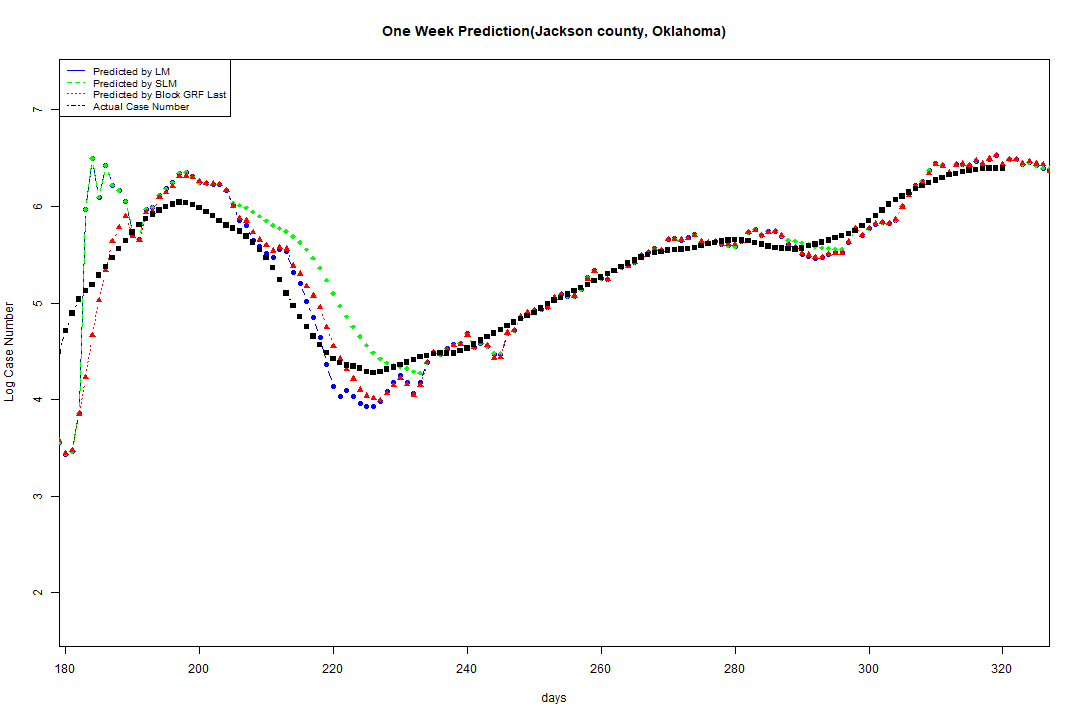 One Week Prediction(Jackson county, Oklahoma)
Predicted by LM
Predicted by SLM
Predicted by Block GRF Last
Actual Case Number
7
6
5
4
3
2
Log Case Number
180 200 220 240 260 280 300 320
days